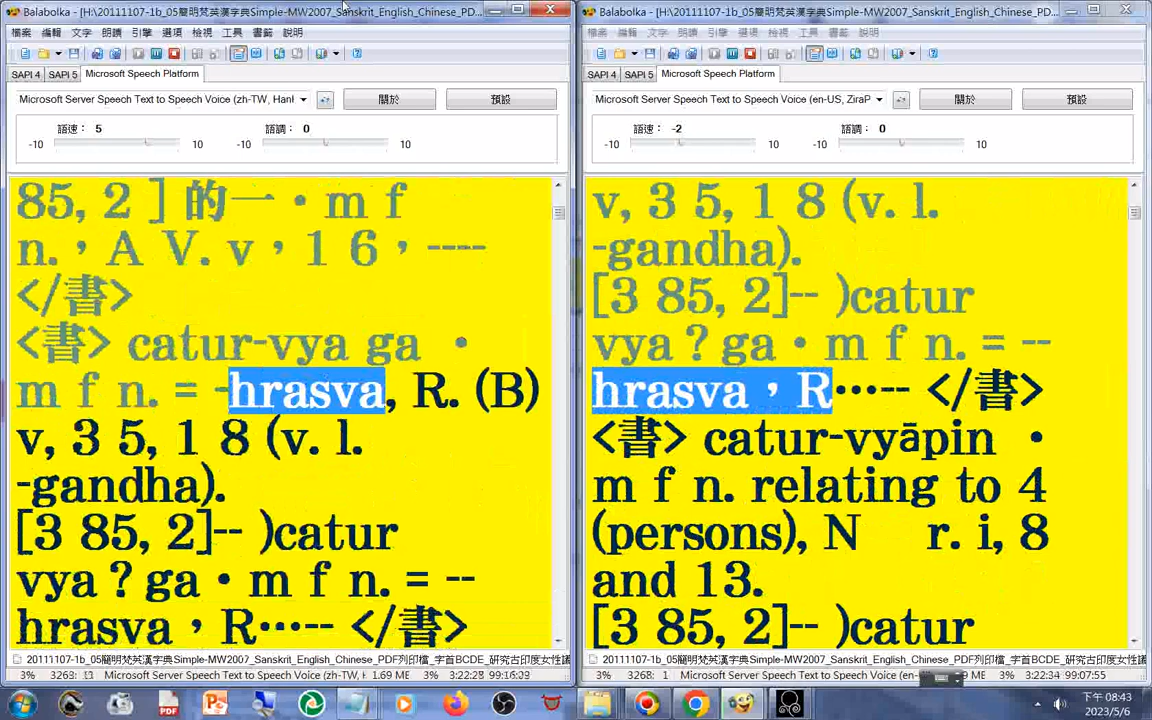 Balabolka - [H:\20111107-1b_05簡明梵英漢字典Simple-MW2007_Sanskrit_English_Chinese_PD...
檔案 編輯 文字 朗讀 引擎 選項 檢視 工具 書籤 說明
SAPI 4 SAPI 5 Microsoft Speech Platform
Microsoft Server Speech Text to Speech Voice (zh-TW, Hanl
關於 預設
語速： 5 語調： 0
-10 10 -10 10
85, 2 ] 的一・m f
n.，A V. v，1 6，----
</書>
<書> catur-vya ga ・
m f n. = -hrasva, R. (B)
v, 3 5, 1 8 (v. l.
-gandha).
[3 85, 2]-- )catur
vya？ga・m f n. = --
hrasva，R…-- </書>
20111107-1b_05簡明梵英漢字典Simple-MW2007_Sanskrit_English_Chinese_PDF列印檔_字首BCDE_研究古印度女性議
3% 3263: 11 Microsoft Server Speech Text to Speech Voice (zh-TW, H 1.69 MB 3% 3:22:28 99:16:39
Balabolka - [H:\20111107-1b_05簡明梵英漢字典Simple-MW2007_Sanskrit_English_Chinese_PD...
檔案 編輯 文字 朗讀 引擎 選項 檢視 工具 書籤 說明
SAPI 4 SAPI 5 Microsoft Speech Platform
Microsoft Server Speech Text to Speech Voice (en-US, ZiraP
關於 預設
語速： -2 語調： 0
-10 10 -10 10
v, 3 5, 1 8 (v. l.
-gandha).
[3 85, 2]-- )catur
vya？ga・m f n. = --
hrasva，R…-- </書>
<書> catur-vyāpin ・
m f n. relating to 4
(persons), N r. i, 8
and 13.
[3 85, 2]-- )catur
20111107-1b_05簡明梵英漢字典Simple-MW2007_Sanskrit_English_Chinese_PDF列印檔_字首BCDE_研究古印度女性議
3% 3268: 1 Microsoft Server Speech Text to Speech Voice (en-U ME 3% 3:22:34 99:07:55
PDF
下午 08:43
2023/5/6